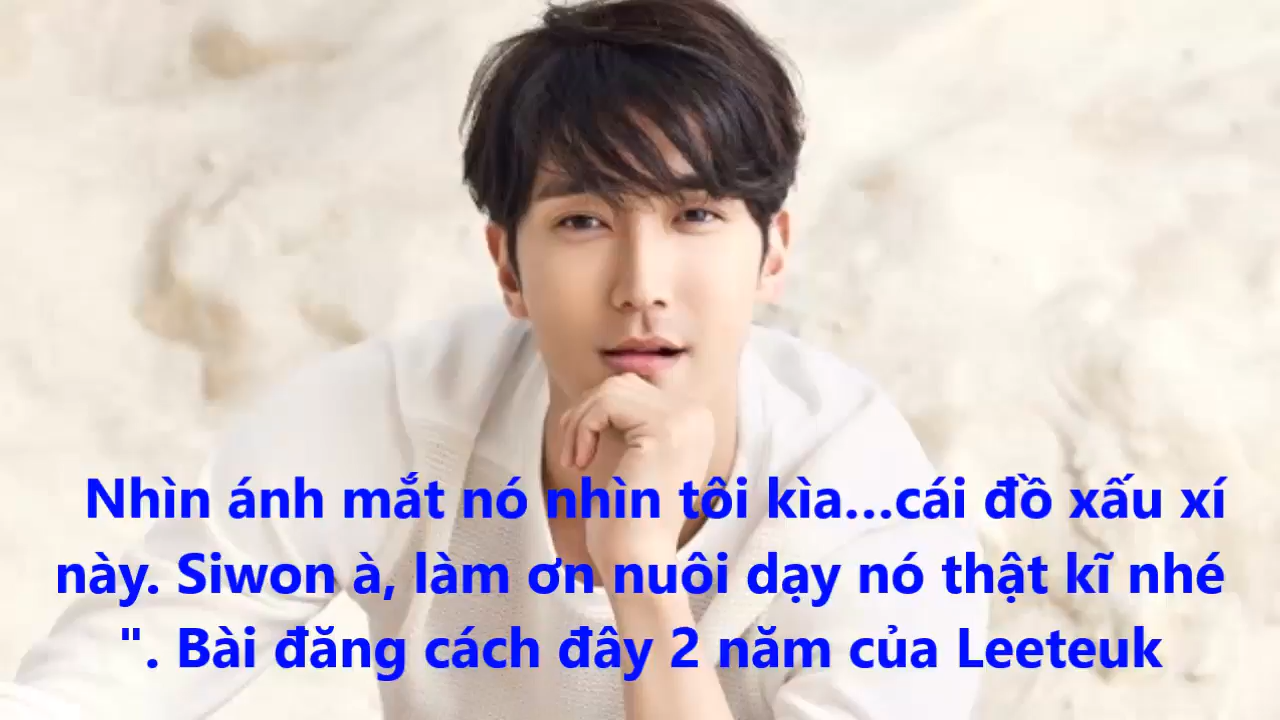 Nhìn ánh mắt nó nhìn tôi kìa...cái đồ xấu xí
này. Siwon à, làm ơn nuôi dạy nó thật kĩ nhé
". Bài đăng cách đây 2 năm của Leeteuk